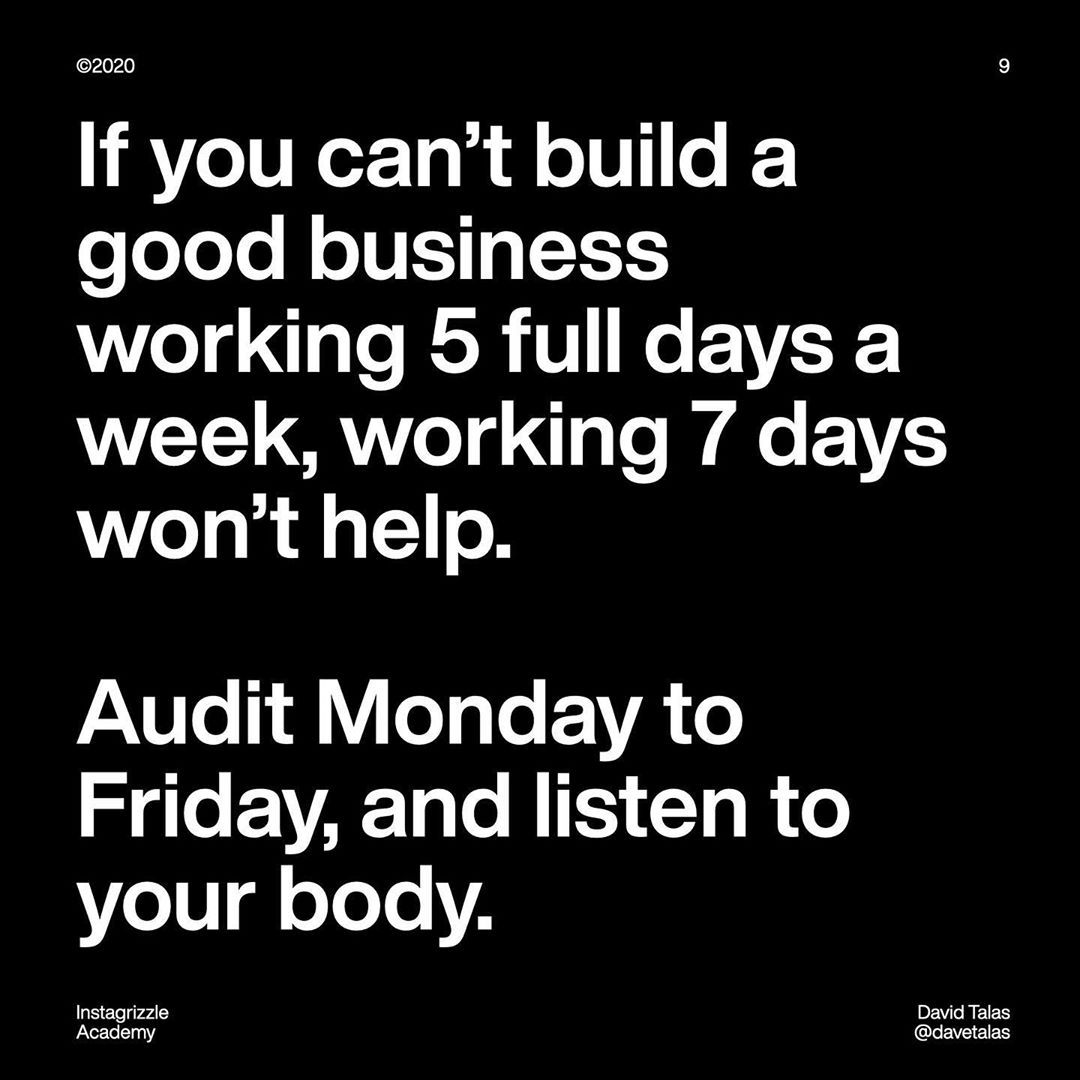 ©2020
9
If you can’t build a
good business
working 5 full days a
week, working 7 days
won’t help.
Audit Monday to
Friday, and listen to
your body.
Instagrizzle
Academy
David Talas
@davetalas